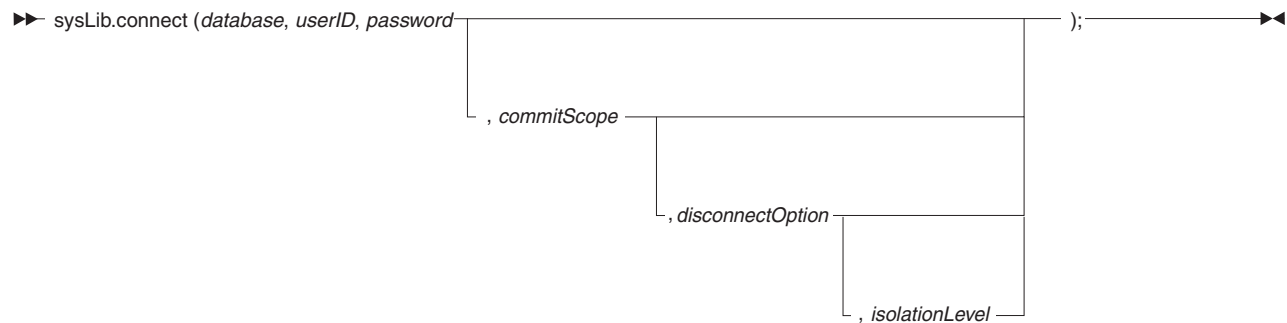 sysLib.connect (database, userID, password );
, commitScope
,disconnectOption
, isolationLevel